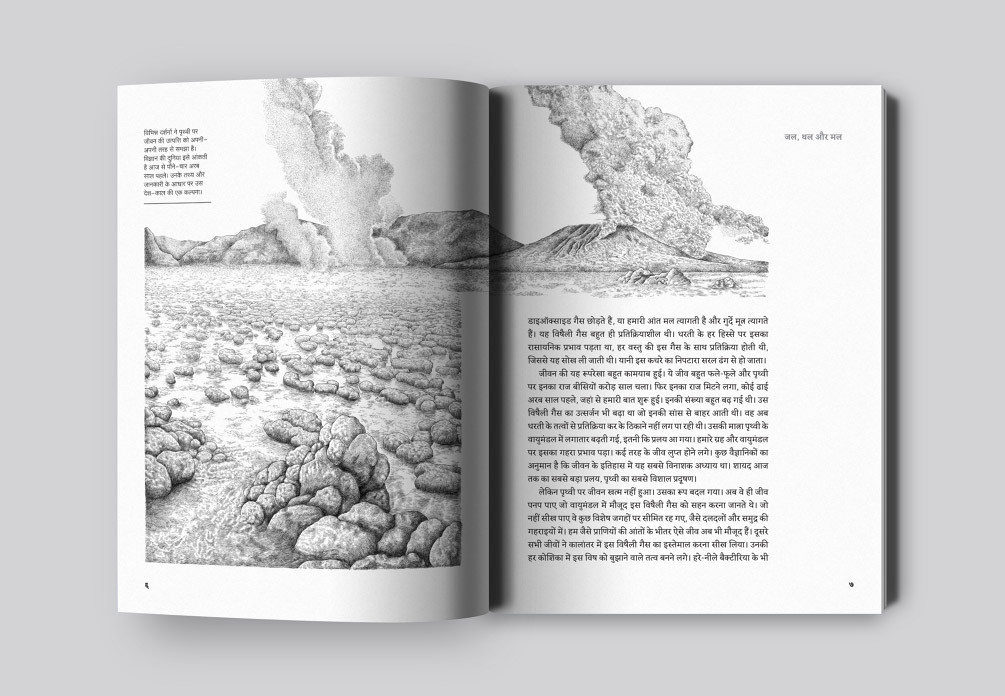 विभिन्न दर्शनों ने पृथ्वी पर
जीवन की उत्पत्ति को अपनी–
अपनी तरह से समझा है।
विज्ञान की दुनिया इसे आंकती
है आज से पौने–चार अरब
साल पहले। उनके तथ्य और
जानकारी के आधार पर उस
देश–काल की एक कल्पना।
६
जल, थल और मल
डाइऑक्साइड गैस छोड़ते हैं, या हमारी आंत मल त्यागती है और गुर्दे मूत्र त्यागते
हैं। यह विषैली गैस बहुत ही प्रतिक्रियाशील थी। धरती के हर हिस्से पर इसका
रासायनिक प्रभाव पड़ता था, हर वस्तु की इस गैस के साथ प्रतिक्रिया होती थी,
जिससे यह सोख ली जाती थी। यानी इस कचरे का निपटारा सरल ढंग से हो जाता।
जीवन की यह रूपरेखा बहुत कामयाब हुई। ये जीव बहुत फले-फूले और पृथ्वी
पर इनका राज बीसियों करोड़ साल चला। फिर इनका राज मिटने लगा, कोई ढाई
अरब साल पहले, जहां से हमारी बात शुरू हुई। इनकी संख्या बहुत बढ़ गई थी। उस
विषैली गैस का उत्सर्जन भी बढ़ा था जो इनकी सांस से बाहर आती थी। वह अब
धरती के तत्वों से प्रतिक्रिया कर के ठिकाने नहीं लग पा रही थी। उसकी मात्रा पृथ्वी के
वायुमंडल में लगातार बढ़ती गई, इतनी कि प्रलय आ गया। हमारे ग्रह और वायुमंडल
पर इसका गहरा प्रभाव पड़ा। कई तरह के जीव लुप्त होने लगे। कुछ वैज्ञानिकों का
अनुमान है कि जीवन के इतिहास में यह सबसे विनाशक अध्याय था। शायद आज
तक का सबसे बड़ा प्रलय, पृथ्वी का सबसे विशाल प्रदूषण।
लेकिन पृथ्वी पर जीवन खत्म नहीं हुआ। उसका रूप बदल गया। अब वे ही जीव
पनप पाए जो वायुमंडल में मौजूद इस विषैली गैस को सहन करना जानते थे। जो
नहीं सीख पाए वे कुछ विशेष जगहों पर सीमित रह गए, जैसे दलदलों और समुद्र की
गहराइयों में। हम जैसे प्राणियों की आंतों के भीतर ऐसे जीव अब भी मौजूद हैं। दूसरे
सभी जीवों ने कालांतर में इस विषैली गैस का इस्तेमाल करना सीख लिया। उनकी
हर कोशिका में इस विष को बुझाने वाले तत्व बनने लगे। हरे-नीले बैक्टीरिया के भी
७